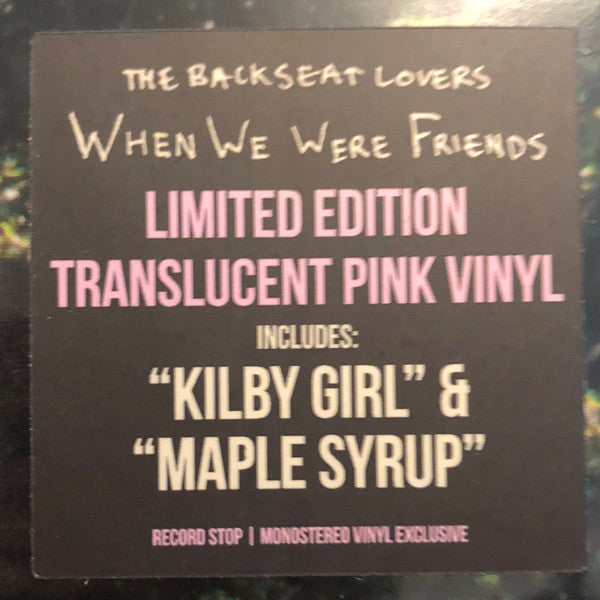 THE BACKSEAT LOVERS
WHEN WE WERE FRIENDS
LIMITED EDITION
TRANSLUCENT PINK VINYL
INCLUDES:
“KILBY GIRL” &
“MAPLE SYRUP”
RECORD STOP | MONOSTEREO VINYL EXCLUSIVE